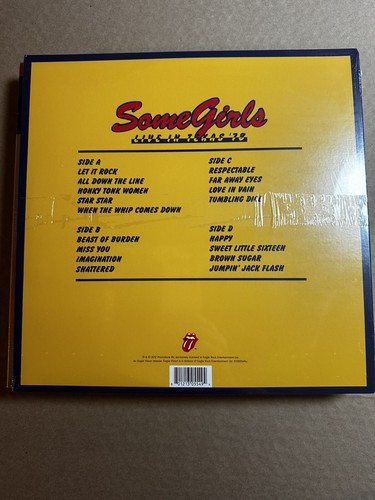 SomeGirls
LIVE IN TEXAS '78
SIDE A
LET IT ROCK
ALL DOWN THE LINE
HONKY TONK WOMEN
STAR STAR
WHEN THE WHIP COMES DOWN
SIDE B
BEAST OF BURDEN
MISS YOU
IMAGINATION
SHATTERED
SIDE C
RESPECTABLE
FAR AWAY EYES
LOVE IN VAIN
TUMBLING DICE
SIDE D
HAPPY
SWEET LITTLE SIXTEEN
BROWN SUGAR
JUMPIN' JACK FLASH